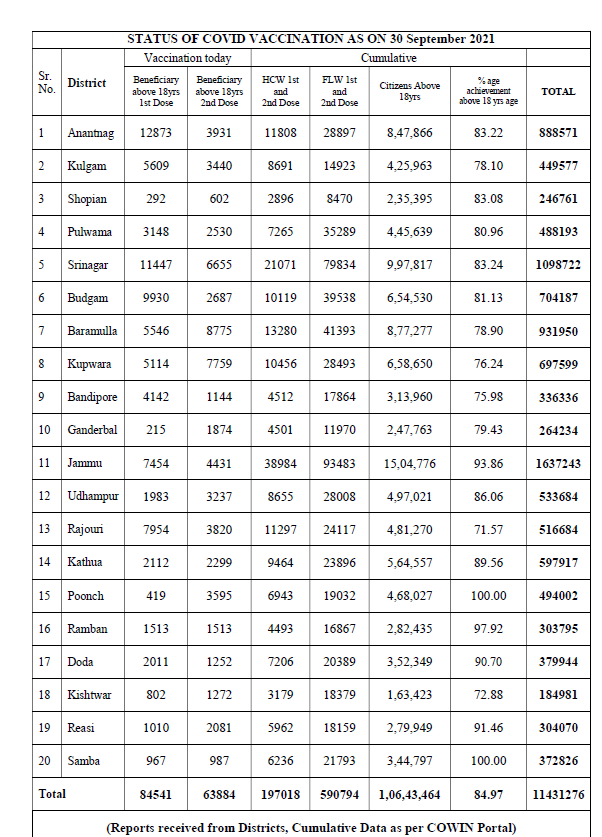 STATUS OF COVID VACCINATION AS ON 30 September 2021
Vaccination today Cumulative
Sr. No. District Beneficiary above 18yrs 1st Dose Beneficiary above 18yrs 2nd Dose HCW 1st and 2nd Dose FLW 1st and 2nd Dose Citizens Above 18yrs % age achievement above 18 yrs age TOTAL
1 Anantnag 12873 3931 11808 28897 8,47,866 83.22 888571
2 Kulgam 5609 3440 8691 14923 4,25,963 78.10 449577
3 Shopian 292 602 2896 8470 2,35,395 83.08 246761
4 Pulwama 3148 2530 7265 35289 4,45,639 80.96 488193
5 Srinagar 11447 6655 21071 79834 9,97,817 83.24 1098722
6 Budgam 9930 2687 10119 39538 6,54,530 81.13 704187
7 Baramulla 5546 8775 13280 41393 8,77,277 78.90 931950
8 Kupwara 5114 7759 10456 28493 6,58,650 76.24 697599
9 Bandipore 4142 1144 4512 17864 3,13,960 75.98 336336
10 Ganderbal 215 1874 4501 11970 2,47,763 79.43 264234
11 Jammu 7454 4431 38984 93483 15,04,776 93.86 1637243
12 Udhampur 1983 3237 8655 28008 4,97,021 86.06 533684
13 Rajouri 7954 3820 11297 24117 4,81,270 71.57 516684
14 Kathua 2112 2299 9464 23896 5,64,557 89.56 597917
15 Poonch 419 3595 6943 19032 4,68,027 100.00 494002
16 Ramban 1513 1513 4493 16867 2,82,435 97.92 303795
17 Doda 2011 1252 7206 20389 3,52,349 90.70 379944
18 Kishtwar 802 1272 3179 18379 1,63,423 72.88 184981
19 Reasi 1010 2081 5962 18159 2,79,949 91.46 304070
20 Samba 967 987 6236 21793 3,44,797 100.00 372826
Total 84541 63884 197018 590794 1,06,43,464 84.97 11431276
(Reports received from Districts, Cumulative Data as per COWIN Portal)